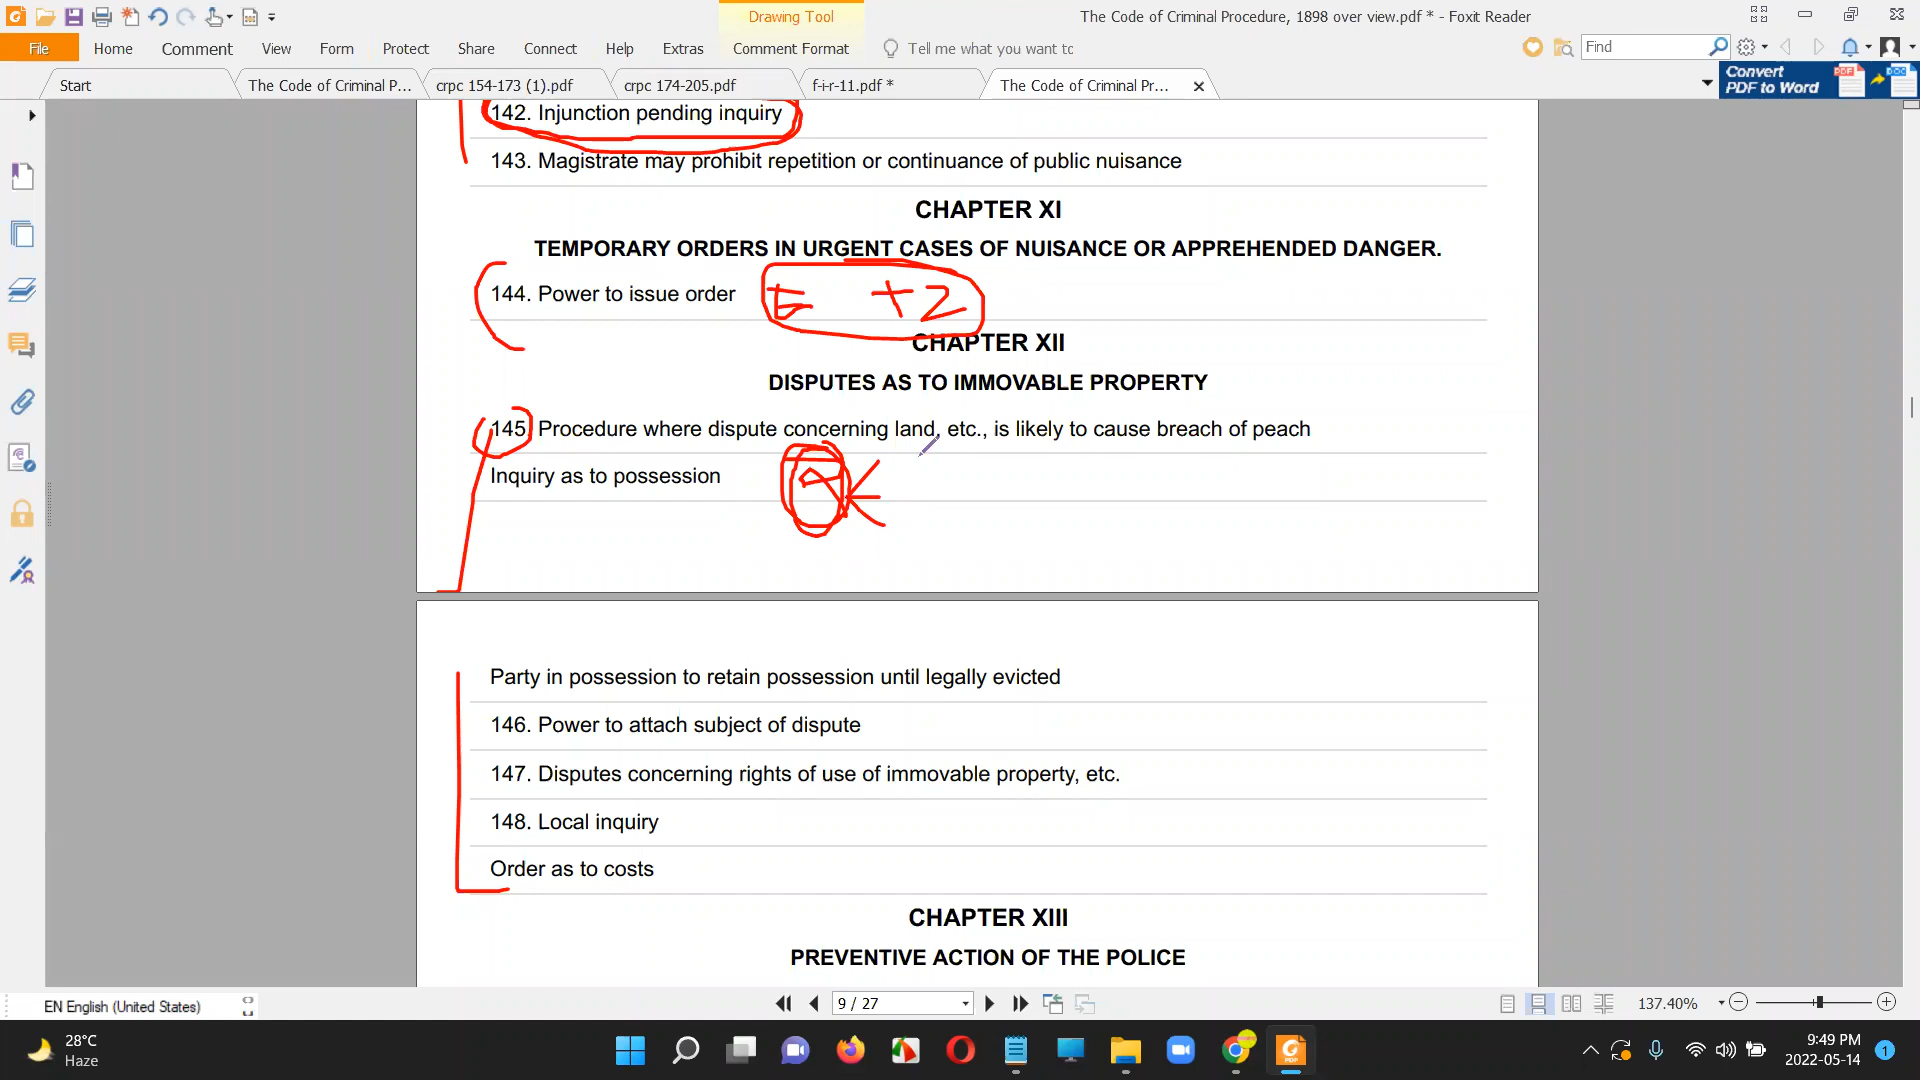 Drawing Tool
The Code of Criminal Procedure, 1898 over view.pdf * - Foxit Reader
File Home Comment View Form Protect Share Connect Help Extras Comment Format Tell me what you want to Find
Start The Code of Criminal P... crpc 154-173 (1).pdf crpc 174-205.pdf f-i-r-11.pdf * The Code of Criminal Pr...
Convert
PDF to Word
142. Injunction pending inquiry
143. Magistrate may prohibit repetition or continuance of public nuisance
CHAPTER XI
TEMPORARY ORDERS IN URGENT CASES OF NUISANCE OR APPREHENDED DANGER.
144. Power to issue order +2
CHAPTER XII
DISPUTES AS TO IMMOVABLE PROPERTY
145. Procedure where dispute concerning land, etc., is likely to cause breach of peach
Inquiry as to possession
Party in possession to retain possession until legally evicted
146. Power to attach subject of dispute
147. Disputes concerning rights of use of immovable property, etc.
148. Local inquiry
Order as to costs
CHAPTER XIII
PREVENTIVE ACTION OF THE POLICE
EN English (United States)
9 / 27
137.40%
28°C
Haze
9:49 PM
2022-05-14
1